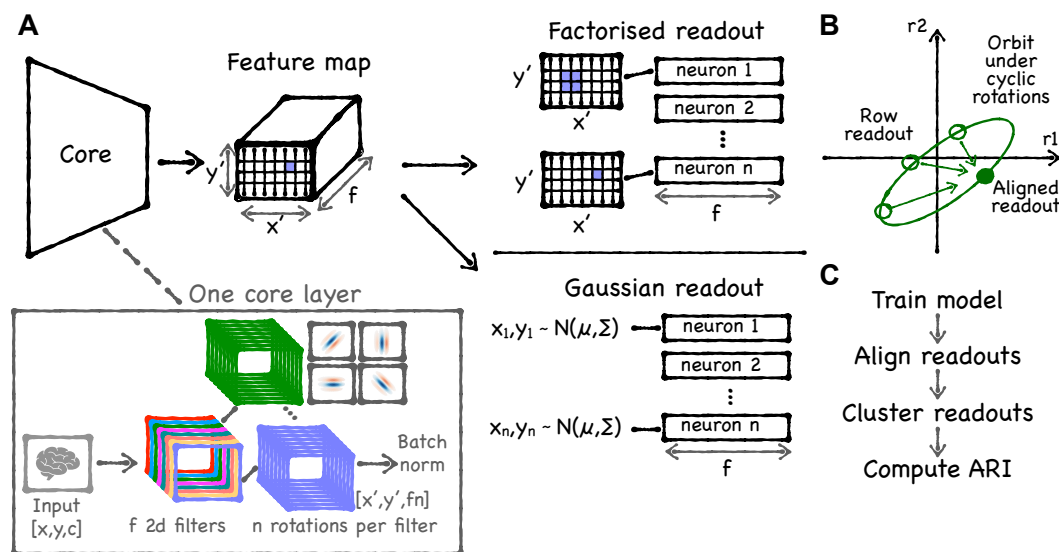 A
Core
Feature map
y'
x'
f
Factorised readout
y'
x'
neuron 1
neuron 2
⋮
y'
x'
neuron n
f
One core layer
Input
[x,y,c]
f 2d filters
n rotations per filter
[x',y',fn]
Batch
norm
Gaussian readout
x₁,y₁ ~ N(μ,Σ)
neuron 1
neuron 2
⋮
xₙ,yₙ ~ N(μ,Σ)
neuron n
f
B
r2
r1
Orbit under
cyclic
rotations
Row
readout
Aligned
readout
C
Train model
Align readouts
Cluster readouts
Compute ARI